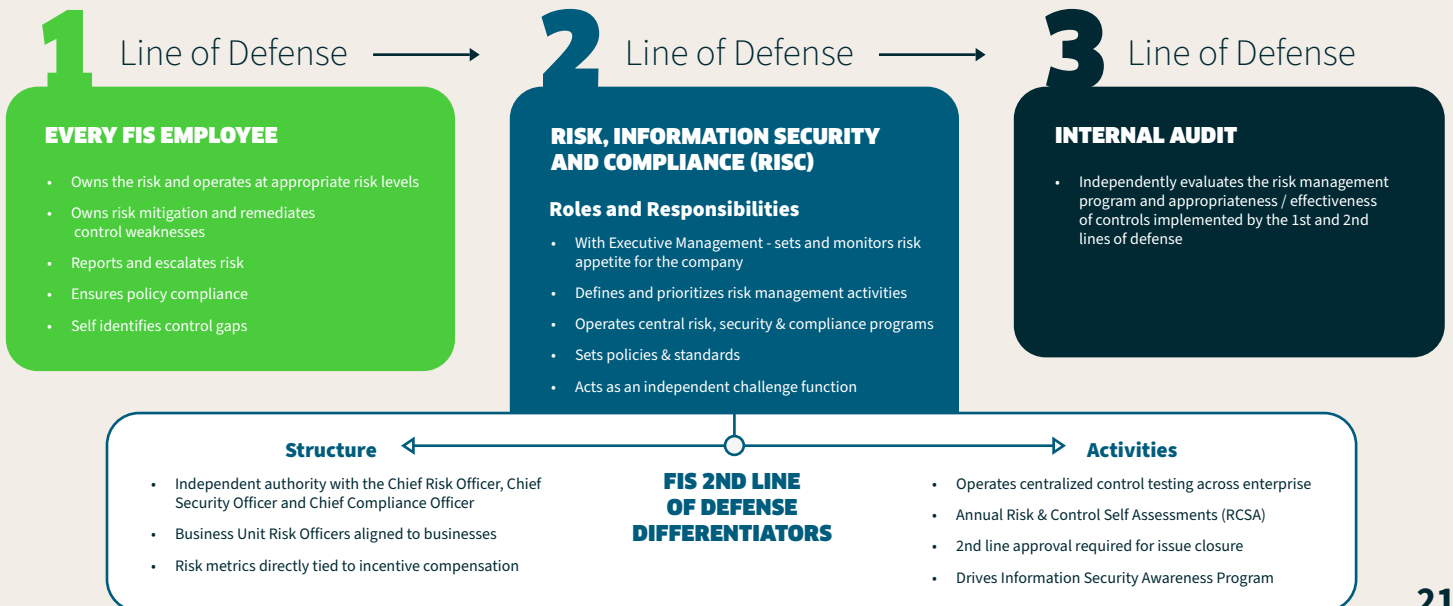 1 Line of Defense
EVERY FIS EMPLOYEE
• Owns the risk and operates at appropriate risk levels
• Owns risk mitigation and remediates
control weaknesses
• Reports and escalates risk
• Ensures policy compliance
• Self identifies control gaps
2 Line of Defense
RISK, INFORMATION SECURITY
AND COMPLIANCE (RISC)
Roles and Responsibilities
• With Executive Management - sets and monitors risk
appetite for the company
• Defines and prioritizes risk management activities
• Operates central risk, security & compliance programs
• Sets policies & standards
• Acts as an independent challenge function
3 Line of Defense
INTERNAL AUDIT
• Independently evaluates the risk management
program and appropriateness / effectiveness
of controls implemented by the 1st and 2nd
lines of defense
Structure
• Independent authority with the Chief Risk Officer, Chief
Security Officer and Chief Compliance Officer
• Business Unit Risk Officers aligned to businesses
• Risk metrics directly tied to incentive compensation
FIS 2ND LINE
OF DEFENSE
DIFFERENTIATORS
Activities
• Operates centralized control testing across enterprise
• Annual Risk & Control Self Assessments (RCSA)
• 2nd line approval required for issue closure
• Drives Information Security Awareness Program
21